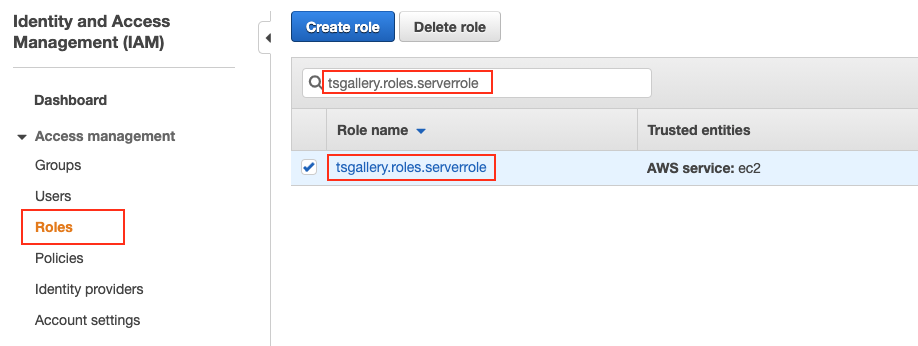 Identity and Access
Management (IAM)
Dashboard
Access management
Groups
Users
Roles
Policies
Identity providers
Account settings
Create role
Delete role
tsgallery.roles.serverrole
Role name
Trusted entities
tsgallery.roles.serverrole
AWS service: ec2